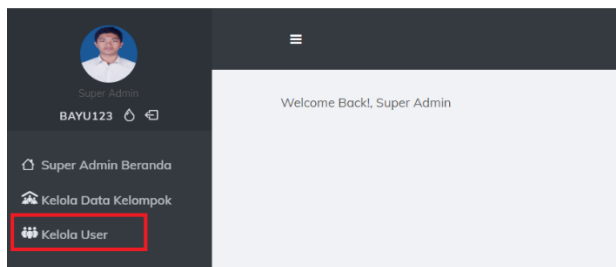 Super Admin
BAYU123
Super Admin Beranda
Kelola Data Kelompok
Kelola User
Welcome Back!, Super Admin